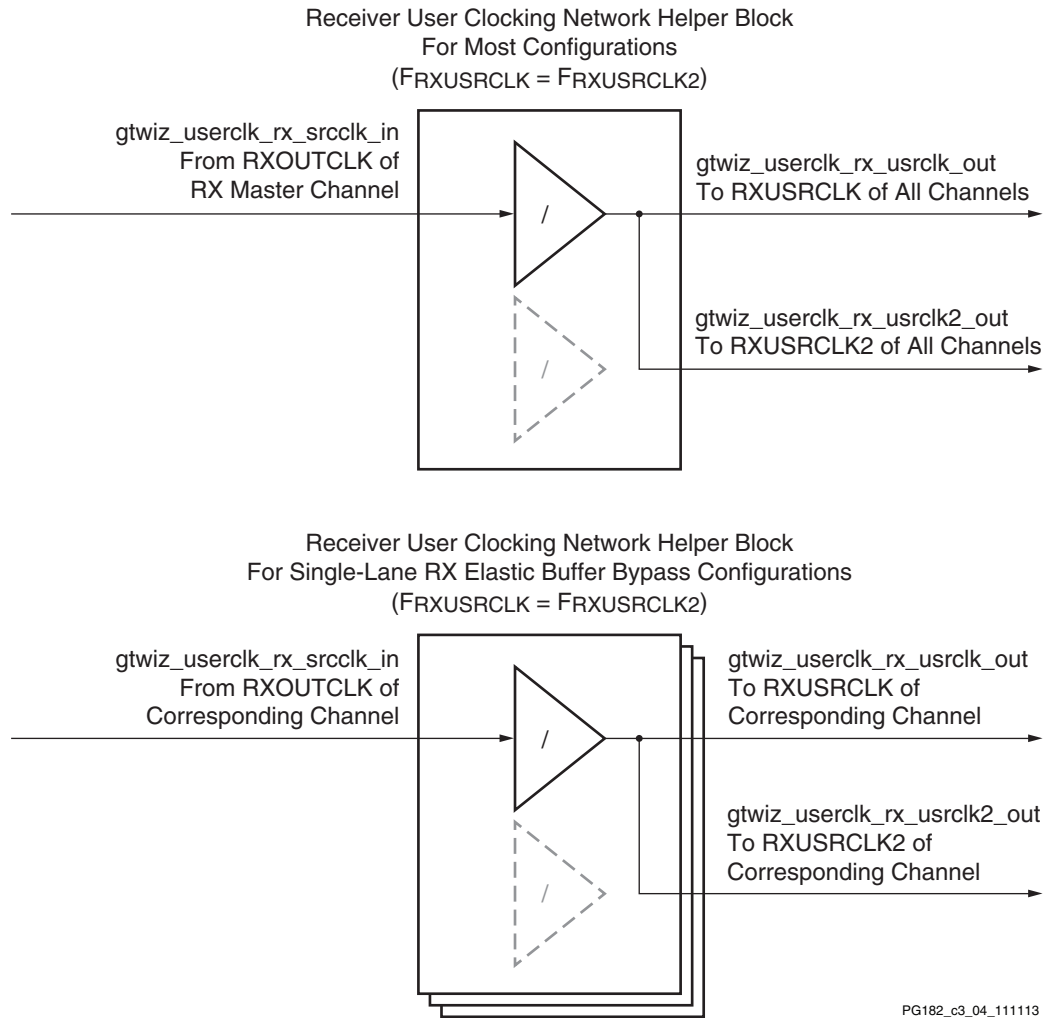 Receiver User Clocking Network Helper Block
For Most Configurations
(FRXUSRCLK = FRXUSRCLK2)
gtwiz_userclk_rx_srcclk_in
From RXOUTCLK of
RX Master Channel
/
gtwiz_userclk_rx_usrclk_out
To RXUSRCLK of All Channels
/
gtwiz_userclk_rx_usrclk2_out
To RXUSRCLK2 of All Channels
Receiver User Clocking Network Helper Block
For Single-Lane RX Elastic Buffer Bypass Configurations
(FRXUSRCLK = FRXUSRCLK2)
gtwiz_userclk_rx_srcclk_in
From RXOUTCLK of
Corresponding Channel
/
gtwiz_userclk_rx_usrclk_out
To RXUSRCLK of
Corresponding Channel
/
gtwiz_userclk_rx_usrclk2_out
To RXUSRCLK2 of
Corresponding Channel
PG182_c3_04_111113